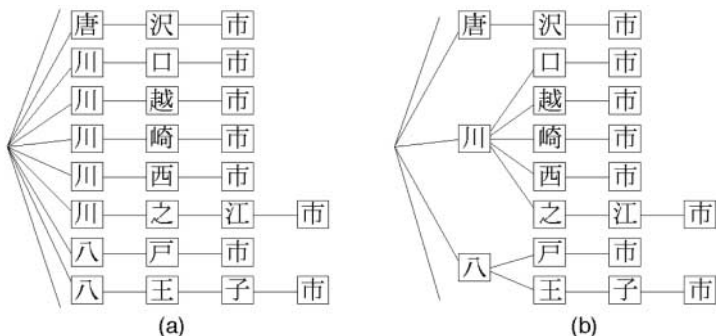 唐沢市
川口市
川越市
川崎市
川西市
川之江市
八戸市
八王子市
(a)
唐沢市
川
口市
越市
崎市
西市
之江市
八
戸市
王子市
(b)